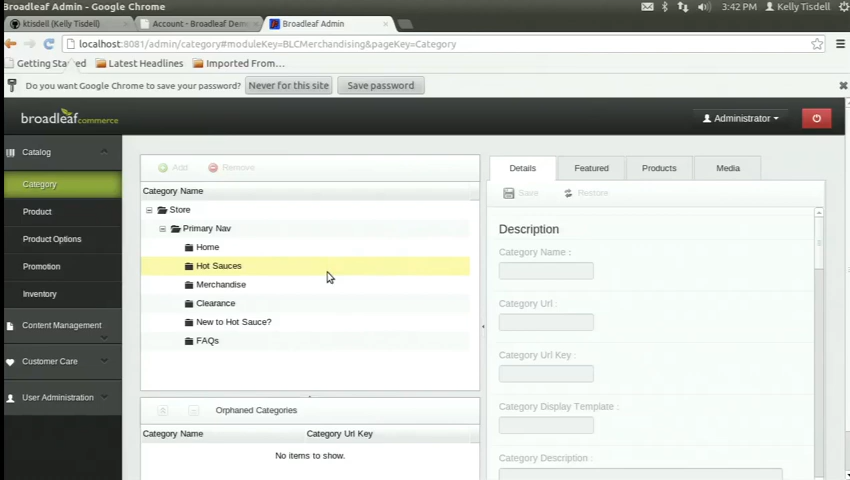 Broadleaf Admin - Google Chrome
3:42 PM Kelly Tisdell
ktisdell (Kelly Tisdell)
Account - Broadleaf Dem
Broadleaf Admin
localhost:8081/admin/category#moduleKey=BLCMerchandising&pageKey=Category
Getting Started
Latest Headlines
Imported From...
Do you want Google Chrome to save your password?
Never for this site
Save password
broadleafcommerce
Administrator
Catalog
Category
Product
Product Options
Promotion
Inventory
Content Management
Customer Care
User Administration
Add
Remove
Category Name
Store
Primary Nav
Home
Hot Sauces
Merchandise
Clearance
New to Hot Sauce?
FAQs
Orphaned Categories
Category Name
Category Url Key
No items to show.
Details
Featured
Products
Media
Save
Restore
Description
Category Name :
Category Url :
Category Url Key :
Category Display Template :
Category Description :